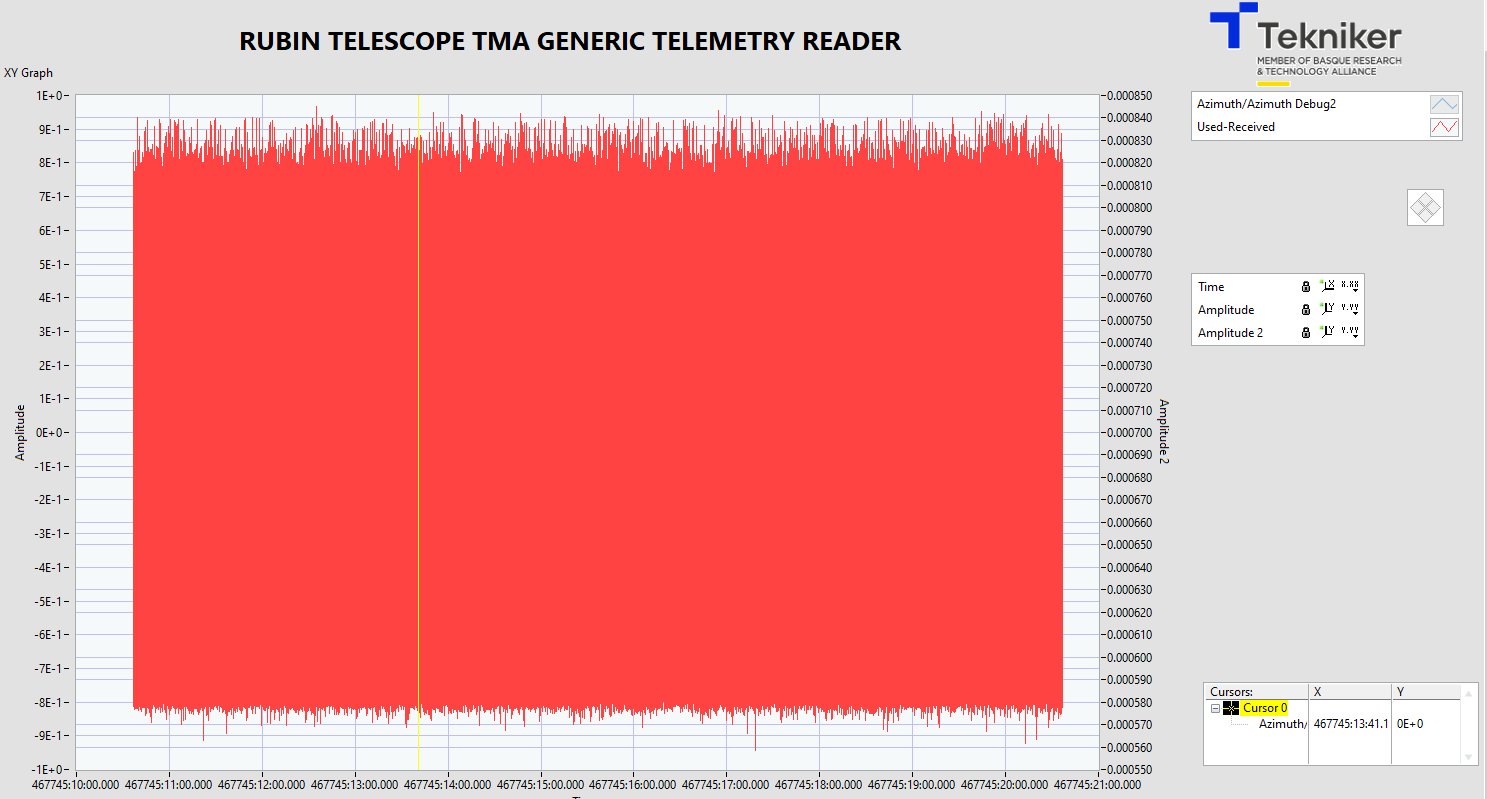 RUBIN TELESCOPE TMA GENERIC TELEMETRY READER
Tekniker
MEMBER OF BASQUE RESEARCH
& TECHNOLOGY ALLIANCE
XY Graph
Azimuth/Azimuth Debug2
Used-Received
1E+0
9E-1
8E-1
7E-1
6E-1
5E-1
4E-1
3E-1
2E-1
1E-1
0E+0
-1E-1
-2E-1
-3E-1
-4E-1
-5E-1
-6E-1
-7E-1
-8E-1
-9E-1
-1E+0
Amplitude
0.000850
0.000840
0.000830
0.000820
0.000810
0.000800
0.000790
0.000780
0.000770
0.000760
0.000750
0.000740
0.000730
0.000720
0.000710
0.000700
0.000690
0.000680
0.000670
0.000660
0.000650
0.000640
0.000630
0.000620
0.000610
0.000600
0.000590
0.000580
0.000570
0.000560
0.000550
Amplitude 2
467745:10:00.000 467745:11:00.000 467745:12:00.000 467745:13:00.000 467745:14:00.000 467745:15:00.000 467745:16:00.000 467745:17:00.000 467745:18:00.000 467745:19:00.000 467745:20:00.000 467745:21:00.000
Time X X.XX
Amplitude Y Y.YY
Amplitude 2 Y Y.YY
Cursors: X Y
Cursor 0
Azimuth/ 467745:13:41.1 0E+0